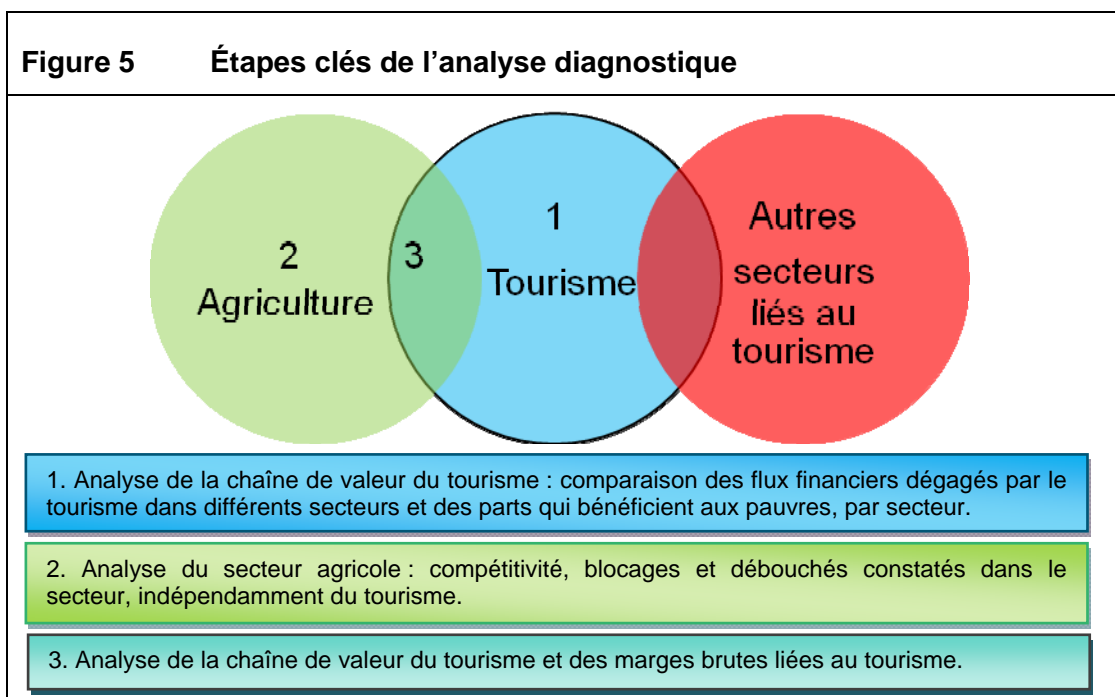 Figure 5 Étapes clés de l’analyse diagnostique
2
Agriculture
3
1
Tourisme
Autres
secteurs
liés au
tourisme
1. Analyse de la chaîne de valeur du tourisme : comparaison des flux financiers dégagés par le
tourisme dans différents secteurs et des parts qui bénéficient aux pauvres, par secteur.
2. Analyse du secteur agricole : compétitivité, blocages et débouchés constatés dans le
secteur, indépendamment du tourisme.
3. Analyse de la chaîne de valeur du tourisme et des marges brutes liées au tourisme.